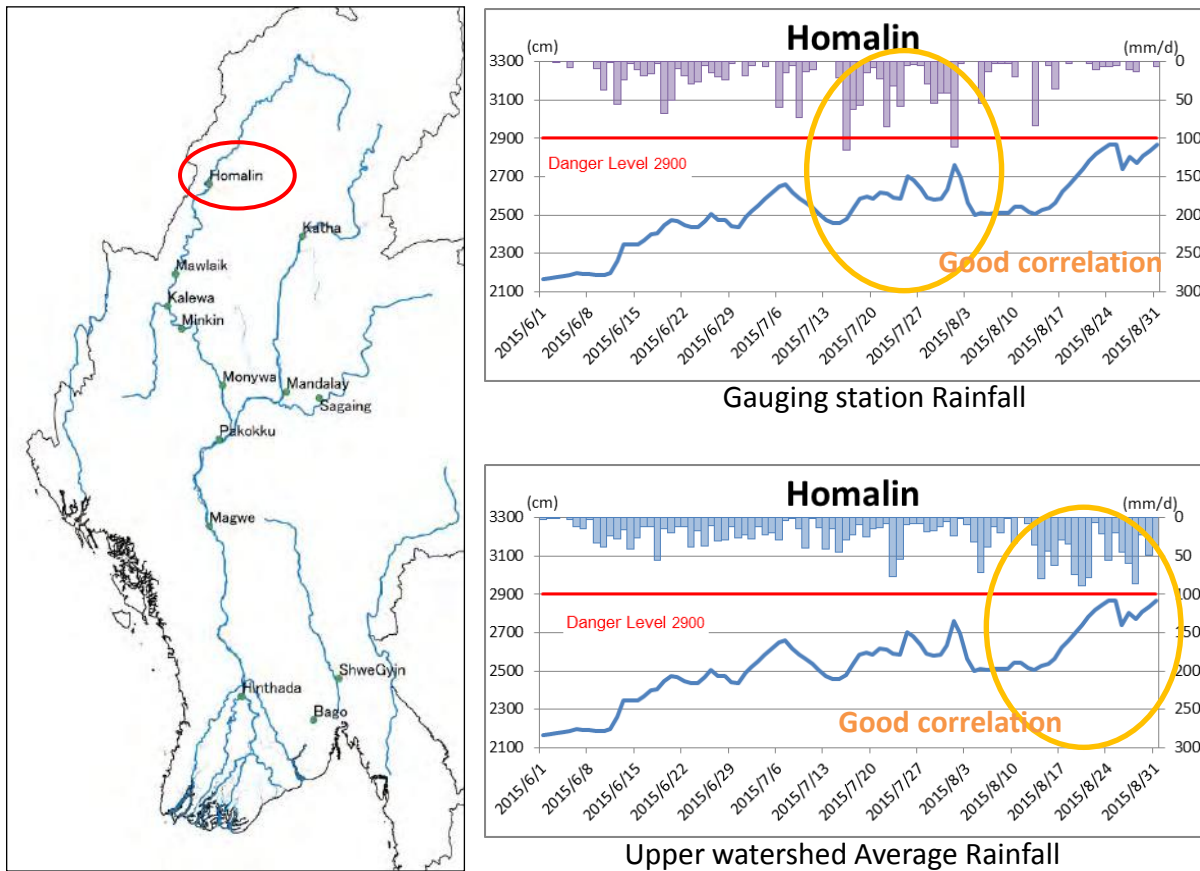 Homalin
Katha
Mawlaik
Kalewa
Minkin
Monywa
Mandalay
Sagaing
Pakokku
Magwe
ShweGyin
Hinthada
Bago
Homalin
(cm)
(mm/d)
3300
3100
2900
2700
2500
2300
2100
0
50
100
150
200
250
300
Danger Level 2900
Good correlation
2015/6/1
2015/6/8
2015/6/15
2015/6/22
2015/6/29
2015/7/6
2015/7/13
2015/7/20
2015/7/27
2015/8/3
2015/8/10
2015/8/17
2015/8/24
2015/8/31
Gauging station Rainfall
Homalin
(cm)
(mm/d)
3300
3100
2900
2700
2500
2300
2100
0
50
100
150
200
250
300
Danger Level 2900
Good correlation
2015/6/1
2015/6/8
2015/6/15
2015/6/22
2015/6/29
2015/7/6
2015/7/13
2015/7/20
2015/7/27
2015/8/3
2015/8/10
2015/8/17
2015/8/24
2015/8/31
Upper watershed Average Rainfall